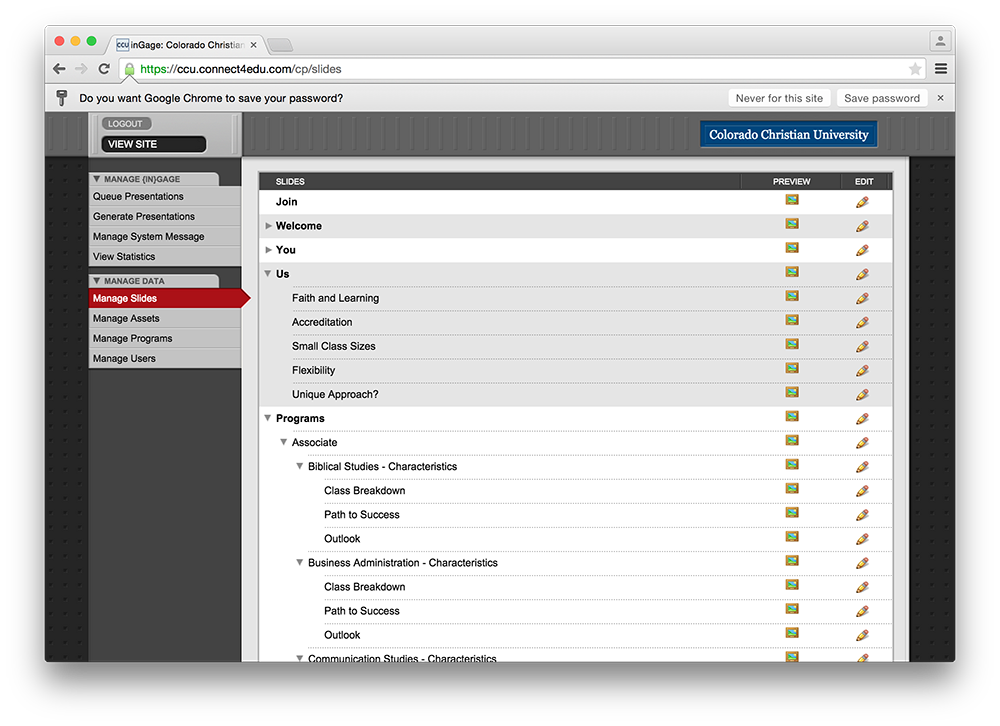 CCU inGage: Colorado Christian
https://ccu.connect4edu.com/cp/slides
Do you want Google Chrome to save your password?
Never for this site
Save password
LOGOUT
VIEW SITE
Colorado Christian University
MANAGE {IN}GAGE
Queue Presentations
Generate Presentations
Manage System Message
View Statistics
MANAGE DATA
Manage Slides
Manage Assets
Manage Programs
Manage Users
SLIDES PREVIEW EDIT
Join
Welcome
You
Us
Faith and Learning
Accreditation
Small Class Sizes
Flexibility
Unique Approach?
Programs
Associate
Biblical Studies - Characteristics
Class Breakdown
Path to Success
Outlook
Business Administration - Characteristics
Class Breakdown
Path to Success
Outlook
Communication Studies - Characteristics